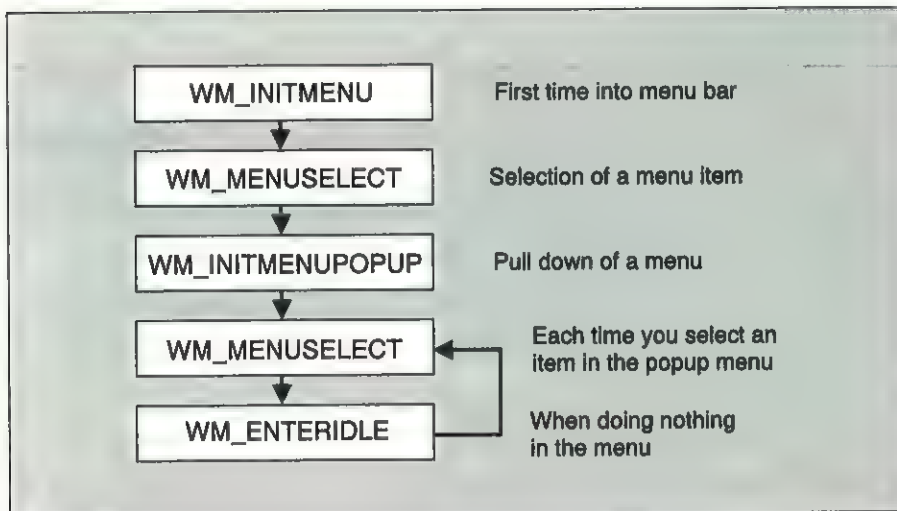 WM_INITMENU First time into menu bar
WM_MENUSELECT Selection of a menu item
WM_INITMENUPOPUP Pull down of a menu
WM_MENUSELECT Each time you select an
item in the popup menu
WM_ENTERIDLE When doing nothing
in the menu